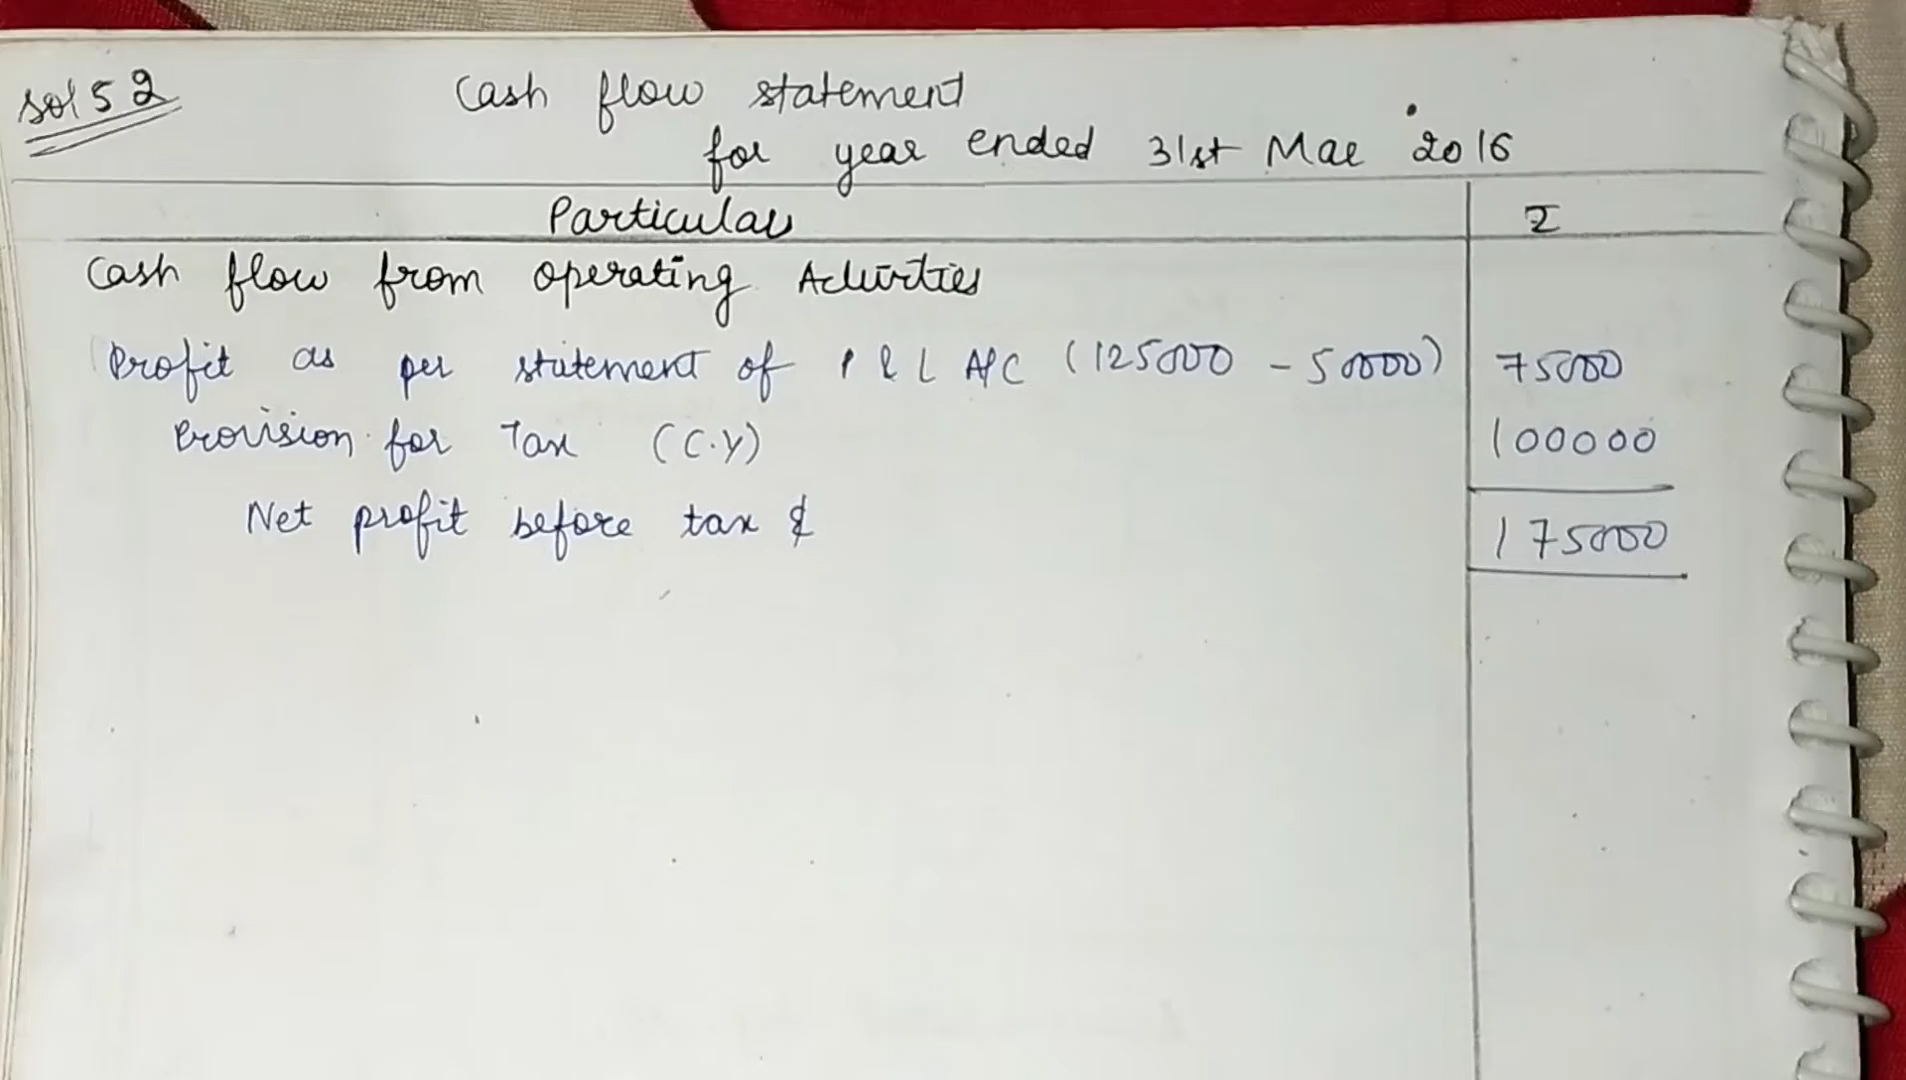 Sol 52
Cash flow statement
for year ended 31st Mar 2016
Particular ₹
Cash flow from operating Activities
Profit as per statement of P & L A/C (125000 - 50000) 75000
Provision for Tax (C.Y) 100000
Net profit before tax & 175000